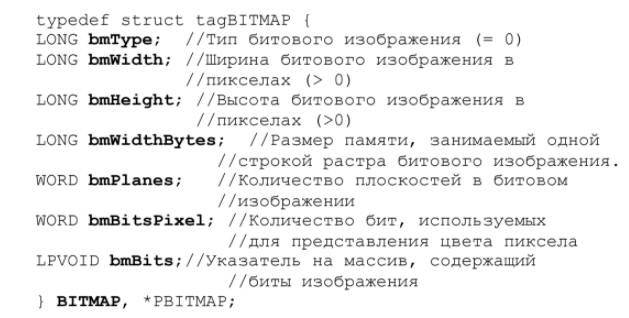 typedef struct tagBITMAP {
LONG bmType; //Тип битового изображения (= 0)
LONG bmWidth; //Ширина битового изображения в
//пикселах (> 0)
LONG bmHeight; //Высота битового изображения в
//пикселах (>0)
LONG bmWidthBytes; //Размер памяти, занимаемый одной
//строкой растра битового изображения.
WORD bmPlanes; //Количество плоскостей в битовом
//изображении
WORD bmBitsPixel; //Количество бит, используемых
//для представления цвета пиксела
LPVOID bmBits;//Указатель на массив, содержащий
//биты изображения
} BITMAP, *PBITMAP;